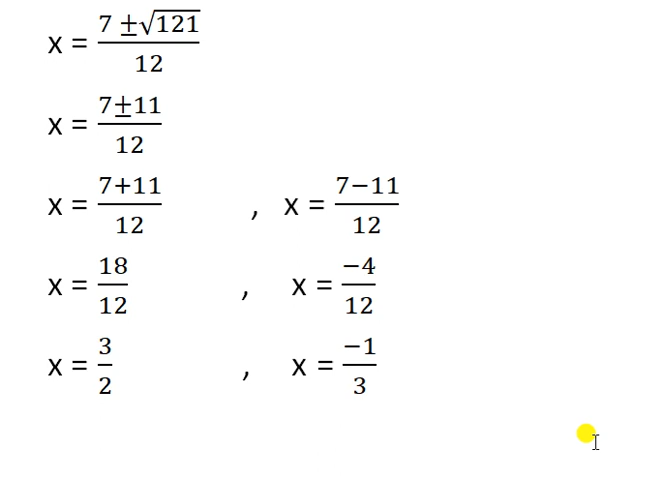 x = (7 ±√121)/12
x = (7±11)/12
x = (7+11)/12 , x = (7−11)/12
x = 18/12 , x = −4/12
x = 3/2 , x = −1/3